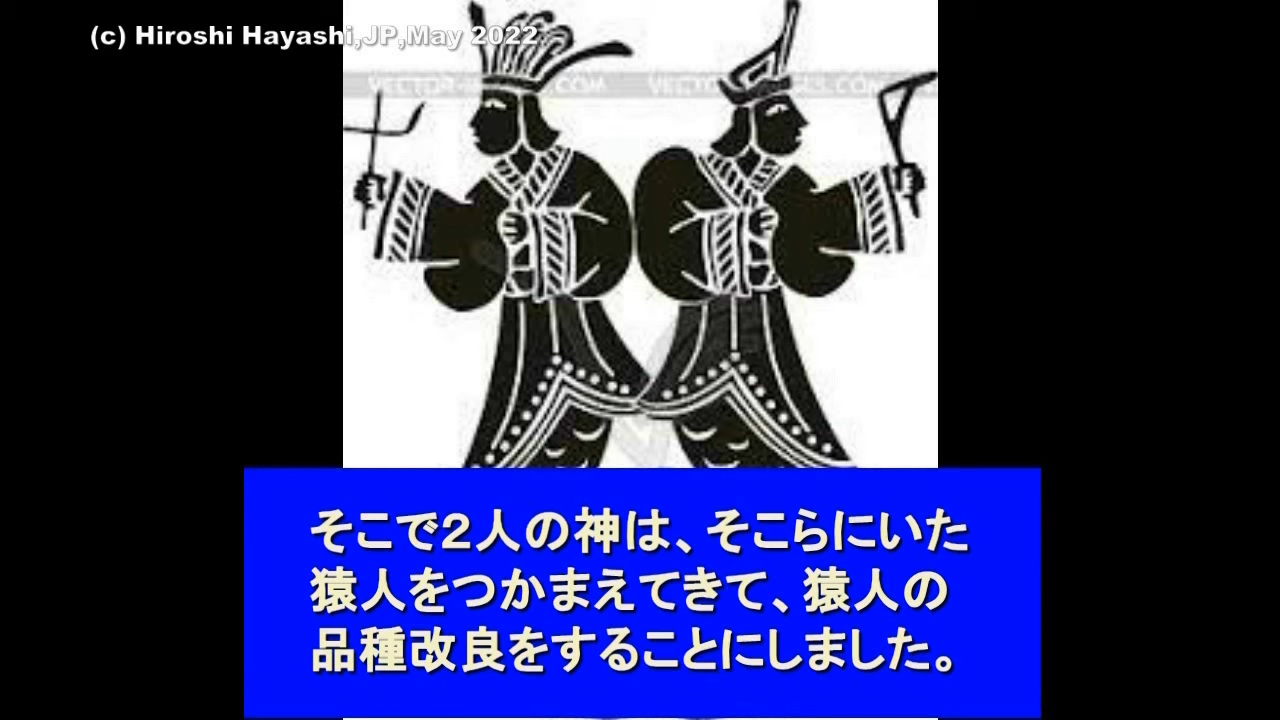 (c) Hiroshi Hayashi,JP,May 2022.
そこで２人の神は、そこらにいた
猿人をつかまえてきて、猿人の
品種改良をすることにしました。